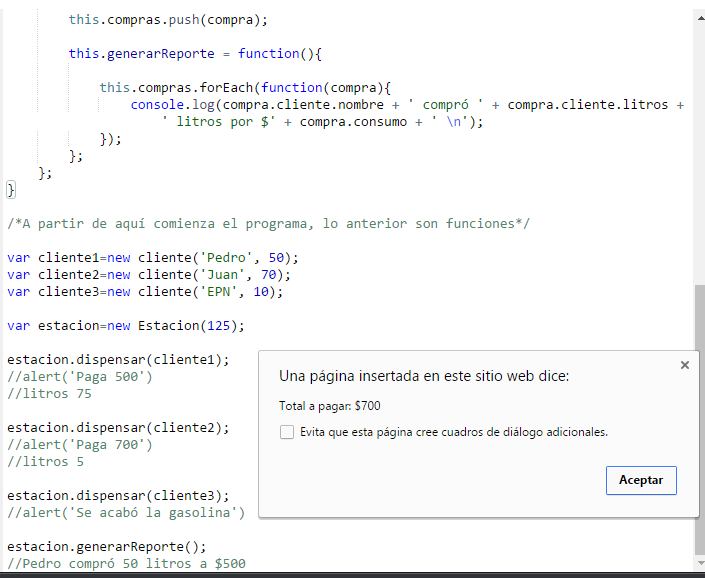 this.compras.push(compra);
this.generarReporte = function(){
this.compras.forEach(function(compra){
console.log(compra.cliente.nombre + ' compró ' + compra.cliente.litros +
' litros por $' + compra.consumo + ' \n');
});
};
};
}
/*A partir de aquí comienza el programa, lo anterior son funciones*/
var cliente1=new cliente('Pedro', 50);
var cliente2=new cliente('Juan', 70);
var cliente3=new cliente('EPN', 10);
var estacion=new Estacion(125);
estacion.dispensar(cliente1);
//alert('Paga 500')
//litros 75
estacion.dispensar(cliente2);
//alert('Paga 700')
//litros 5
estacion.dispensar(cliente3);
//alert('Se acabó la gasolina')
estacion.generarReporte();
//Pedro compró 50 litros a $500
Una página insertada en este sitio web dice:
Total a pagar: $700
Evita que esta página cree cuadros de diálogo adicionales.
Aceptar